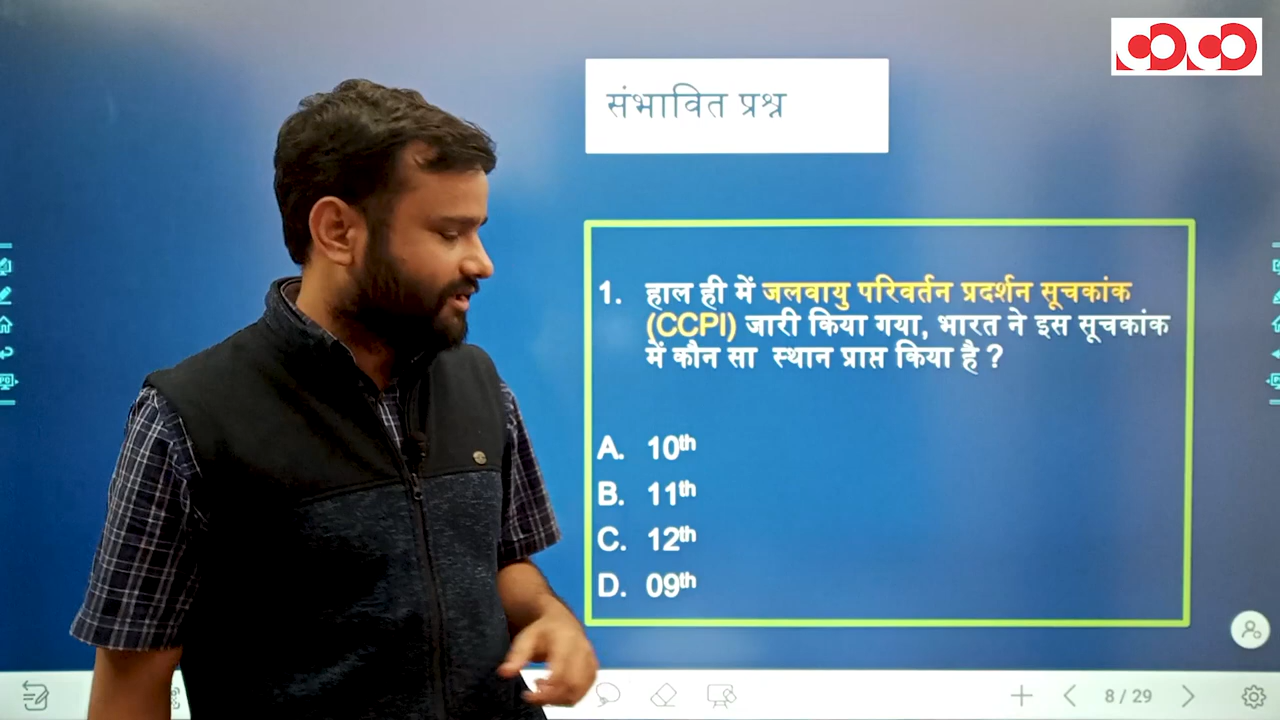 संभावित प्रश्न
1. हाल ही में जलवायु परिवर्तन प्रदर्शन सूचकांक
(CCPI) जारी किया गया, भारत ने इस सूचकांक
में कौन सा स्थान प्राप्त किया है ?
A. 10th
B. 11th
C. 12th
D. 09th
8 / 29